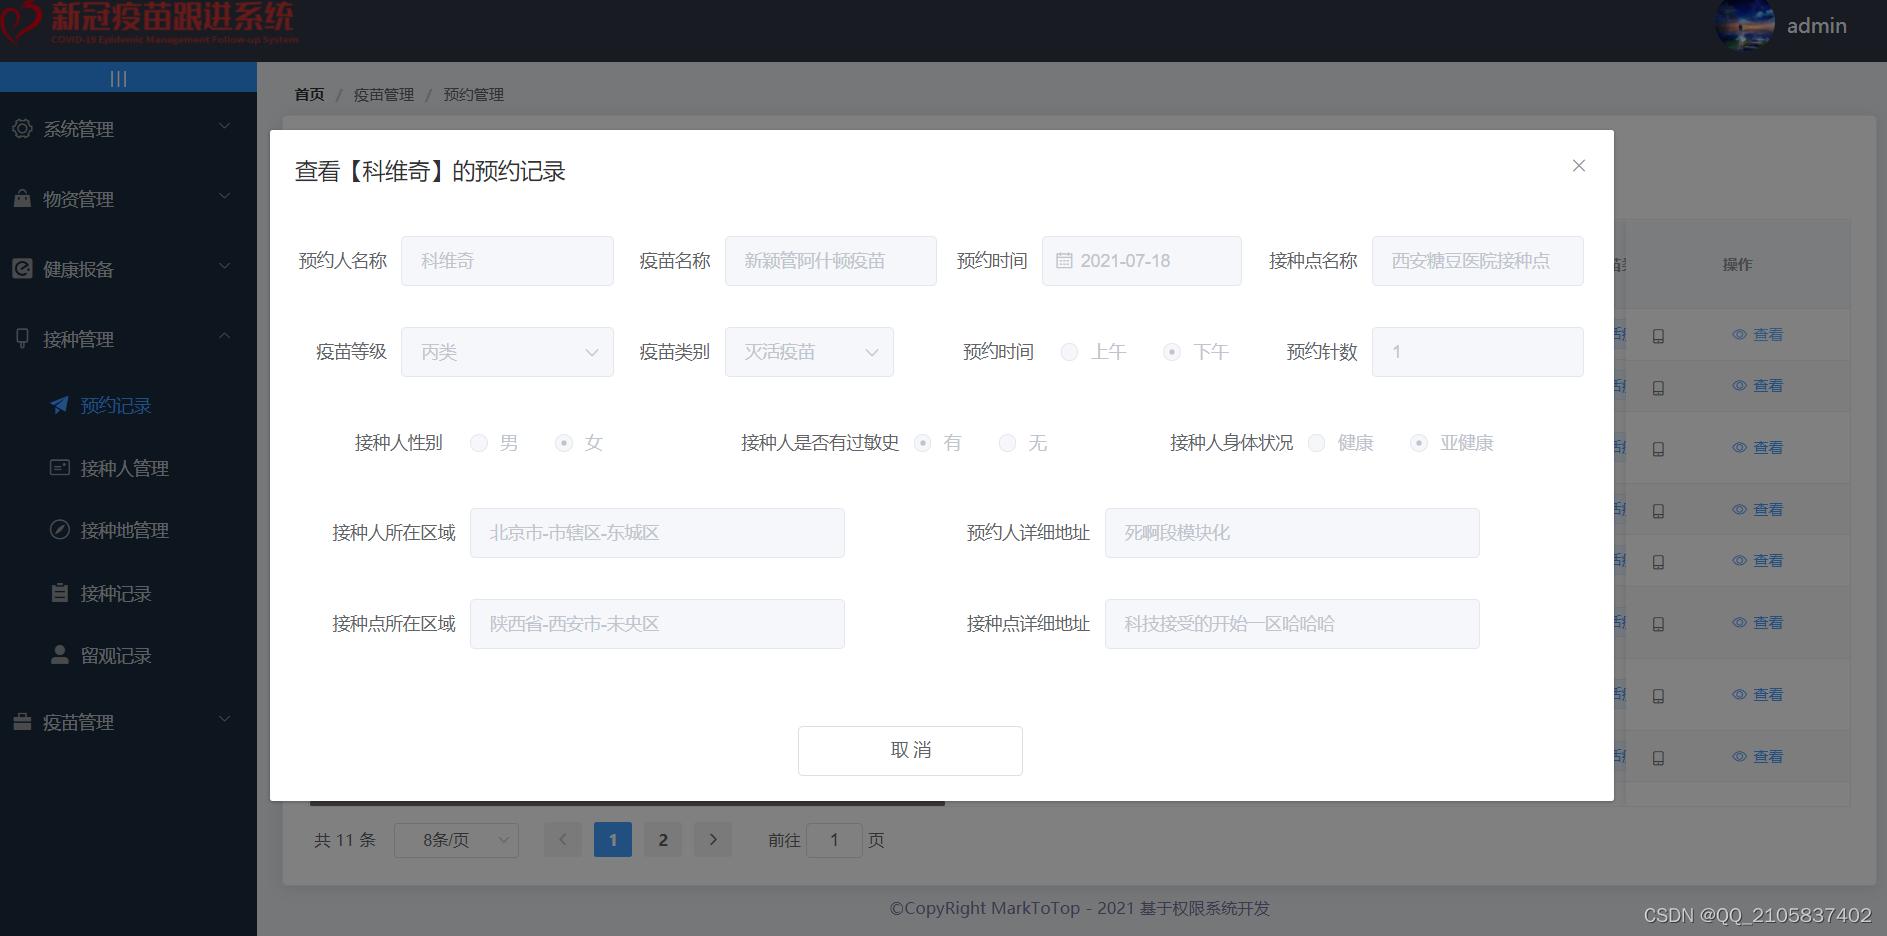 新冠疫苗跟进系统
COVID-19 Epidemic Management Follow-up System
admin
首页 / 疫苗管理 / 预约管理
系统管理
物资管理
健康报备
接种管理
预约记录
接种人管理
接种地管理
接种记录
留观记录
疫苗管理
查看【科维奇】的预约记录
预约人名称 科维奇 疫苗名称 新颖管阿什顿疫苗 预约时间 2021-07-18 接种点名称 西安糖豆医院接种点
疫苗等级 丙类 疫苗类别 灭活疫苗 预约时间 上午 下午 预约针数 1
接种人性别 男 女 接种人是否有过敏史 有 无 接种人身体状况 健康 亚健康
接种人所在区域 北京市-市辖区-东城区 预约人详细地址 死啊段模块化
接种点所在区域 陕西省-西安市-未央区 接种点详细地址 科技接受的开始一区哈哈哈
取 消
操作
查看
查看
查看
查看
查看
查看
查看
查看
共 11 条 8条/页 1 2 前往 1 页
©CopyRight MarkToTop - 2021 基于权限系统开发
CSDN @QQ_2105837402